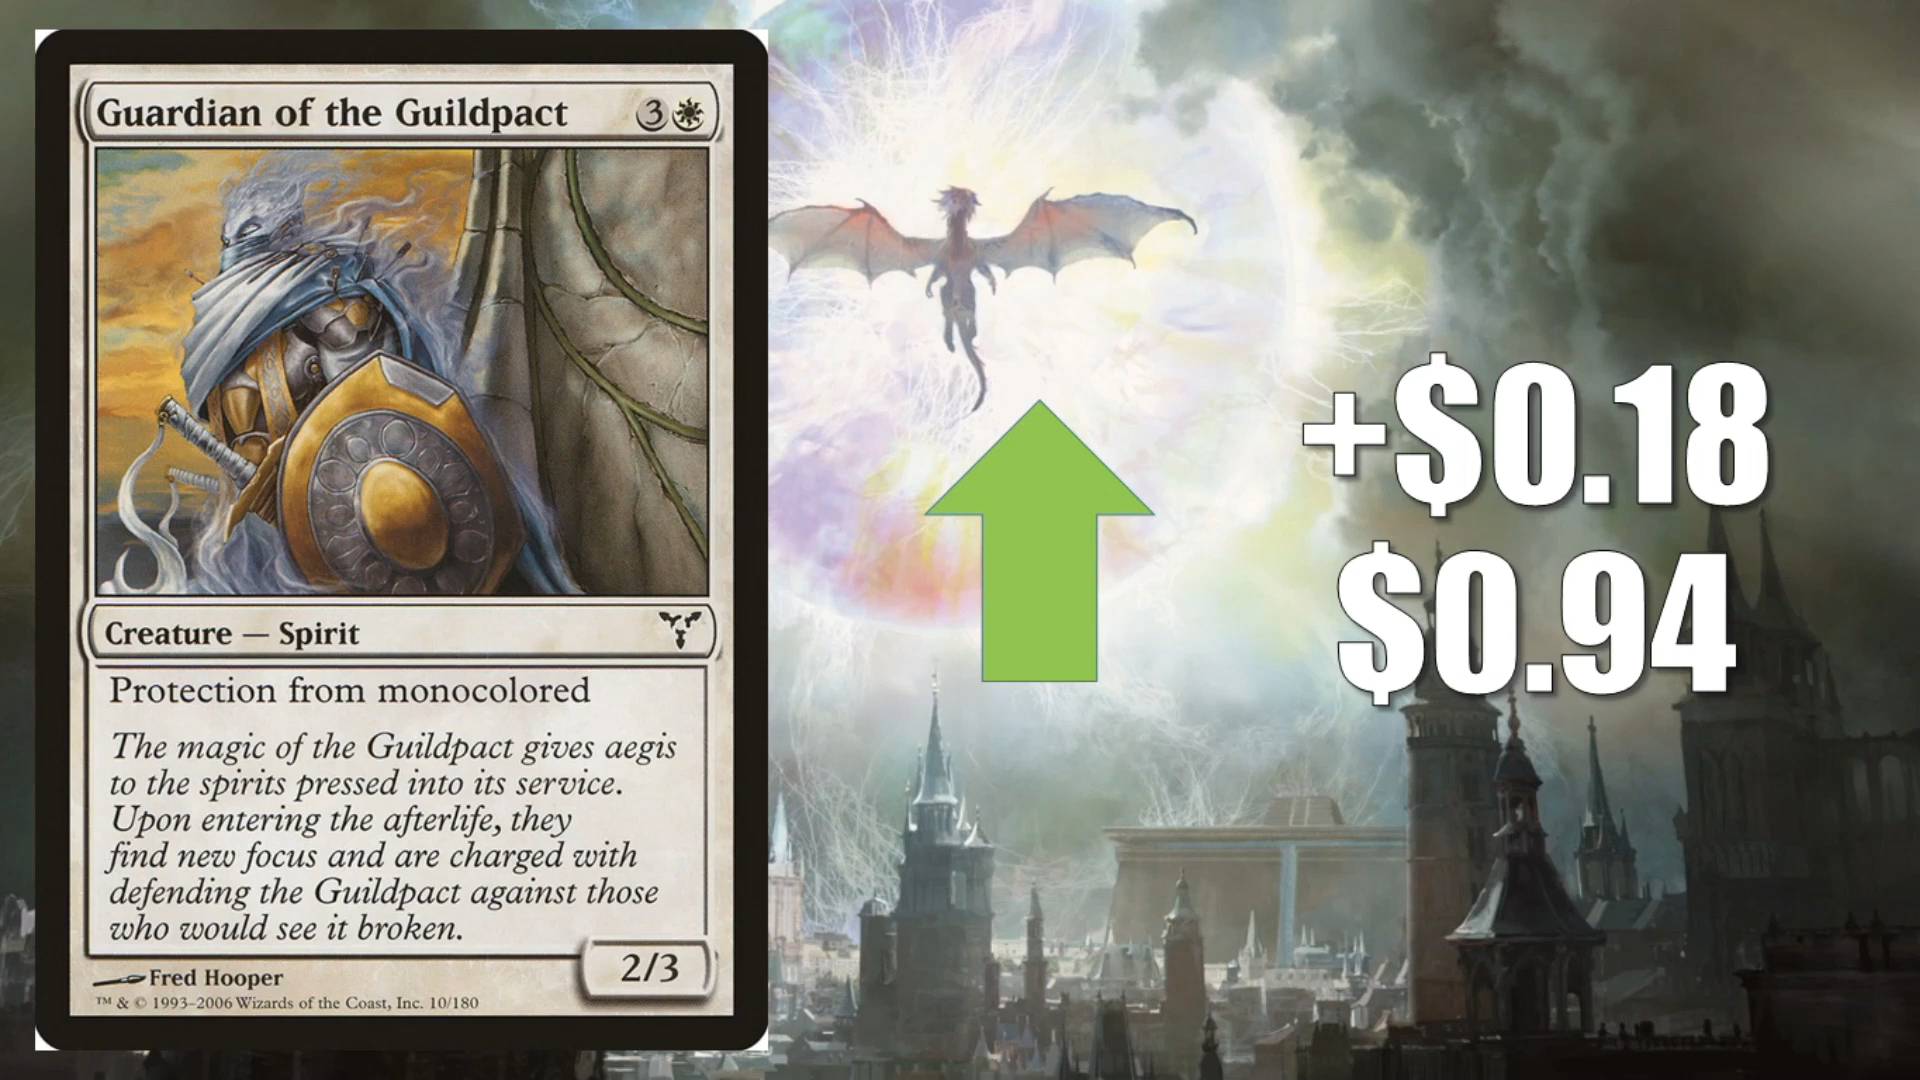 Guardian of the Guildpact 3
Creature — Spirit
Protection from monocolored
The magic of the Guildpact gives aegis
to the spirits pressed into its service.
Upon entering the afterlife, they
find new focus and are charged with
defending the Guildpact against those
who would see it broken.
2/3
Fred Hooper
™ & © 1993–2006 Wizards of the Coast, Inc. 10/180
+$0.18
$0.94